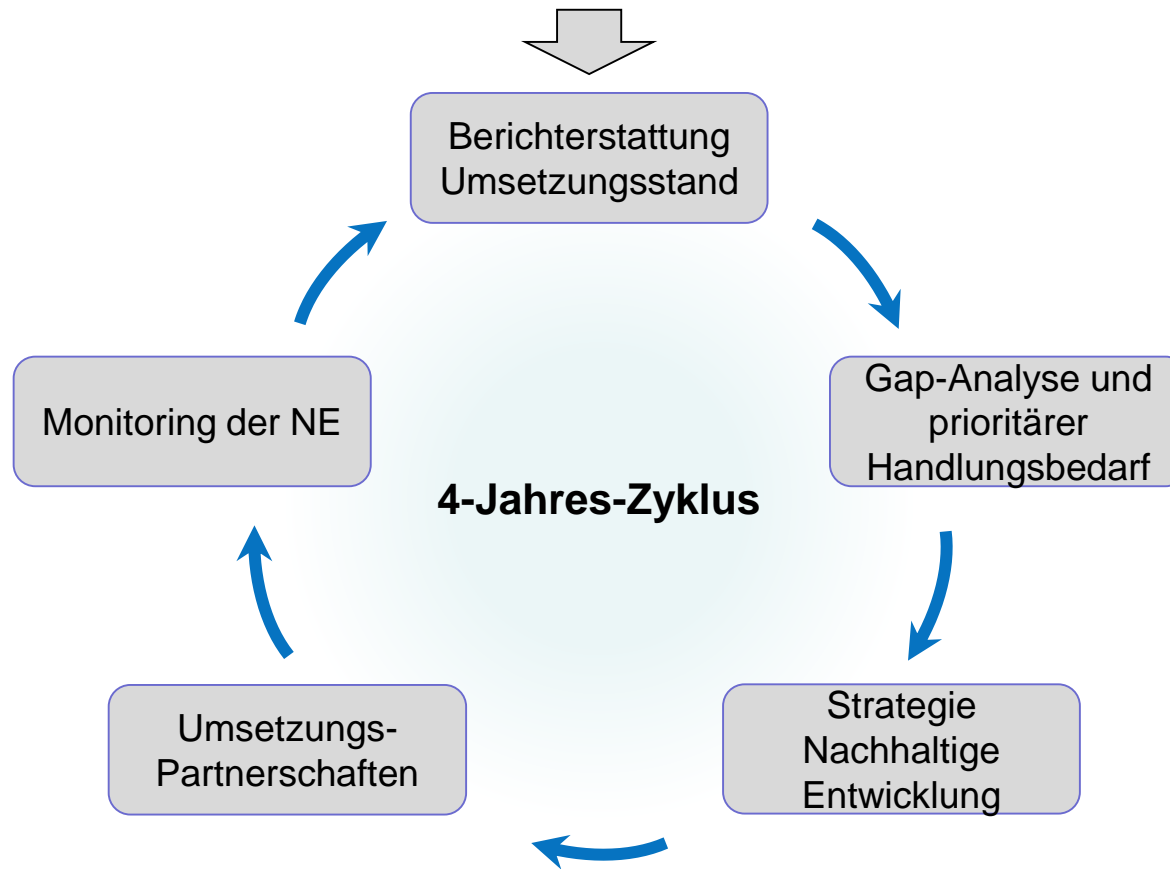 Berichterstattung
Umsetzungsstand
Gap-Analyse und
prioritärer
Handlungsbedarf
Monitoring der NE
4-Jahres-Zyklus
Strategie
Nachhaltige
Entwicklung
Umsetzungs-
Partnerschaften